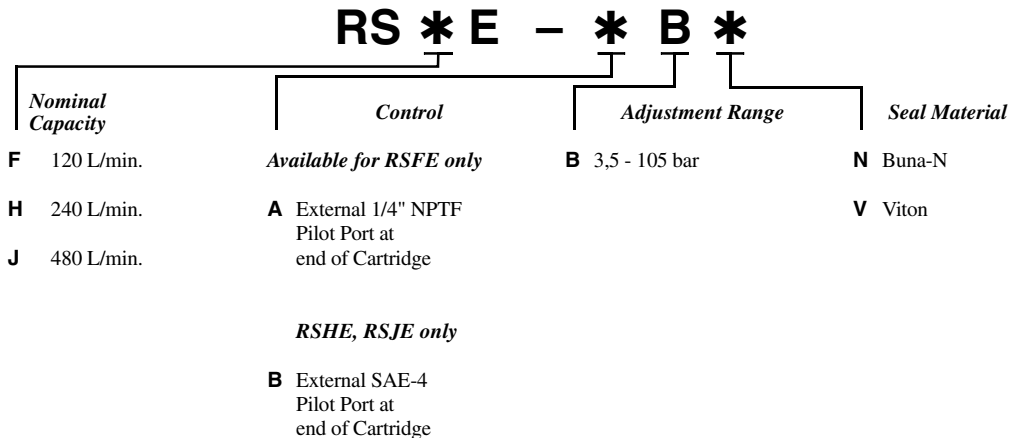 RS ✱ E – ✱ B ✱
Nominal
Capacity
F 120 L/min.
H 240 L/min.
J 480 L/min.
Control
Available for RSFE only
A External 1/4" NPTF
Pilot Port at
end of Cartridge
RSHE, RSJE only
B External SAE-4
Pilot Port at
end of Cartridge
Adjustment Range
B 3,5 - 105 bar
Seal Material
N Buna-N
V Viton